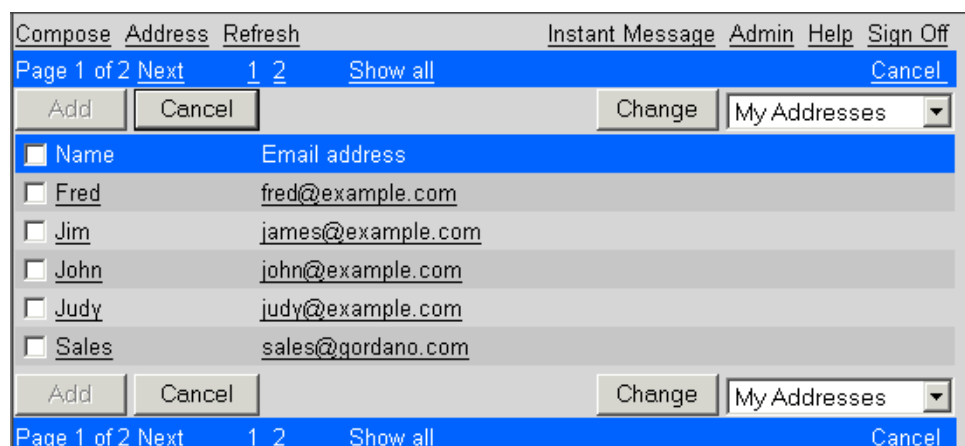 Compose Address Refresh Instant Message Admin Help Sign Off
Page 1 of 2 Next 1 2 Show all Cancel
Add Cancel Change My Addresses
Name Email address
Fred fred@example.com
Jim james@example.com
John john@example.com
Judy judy@example.com
Sales sales@gordano.com
Add Cancel Change My Addresses
Page 1 of 2 Next 1 2 Show all Cancel